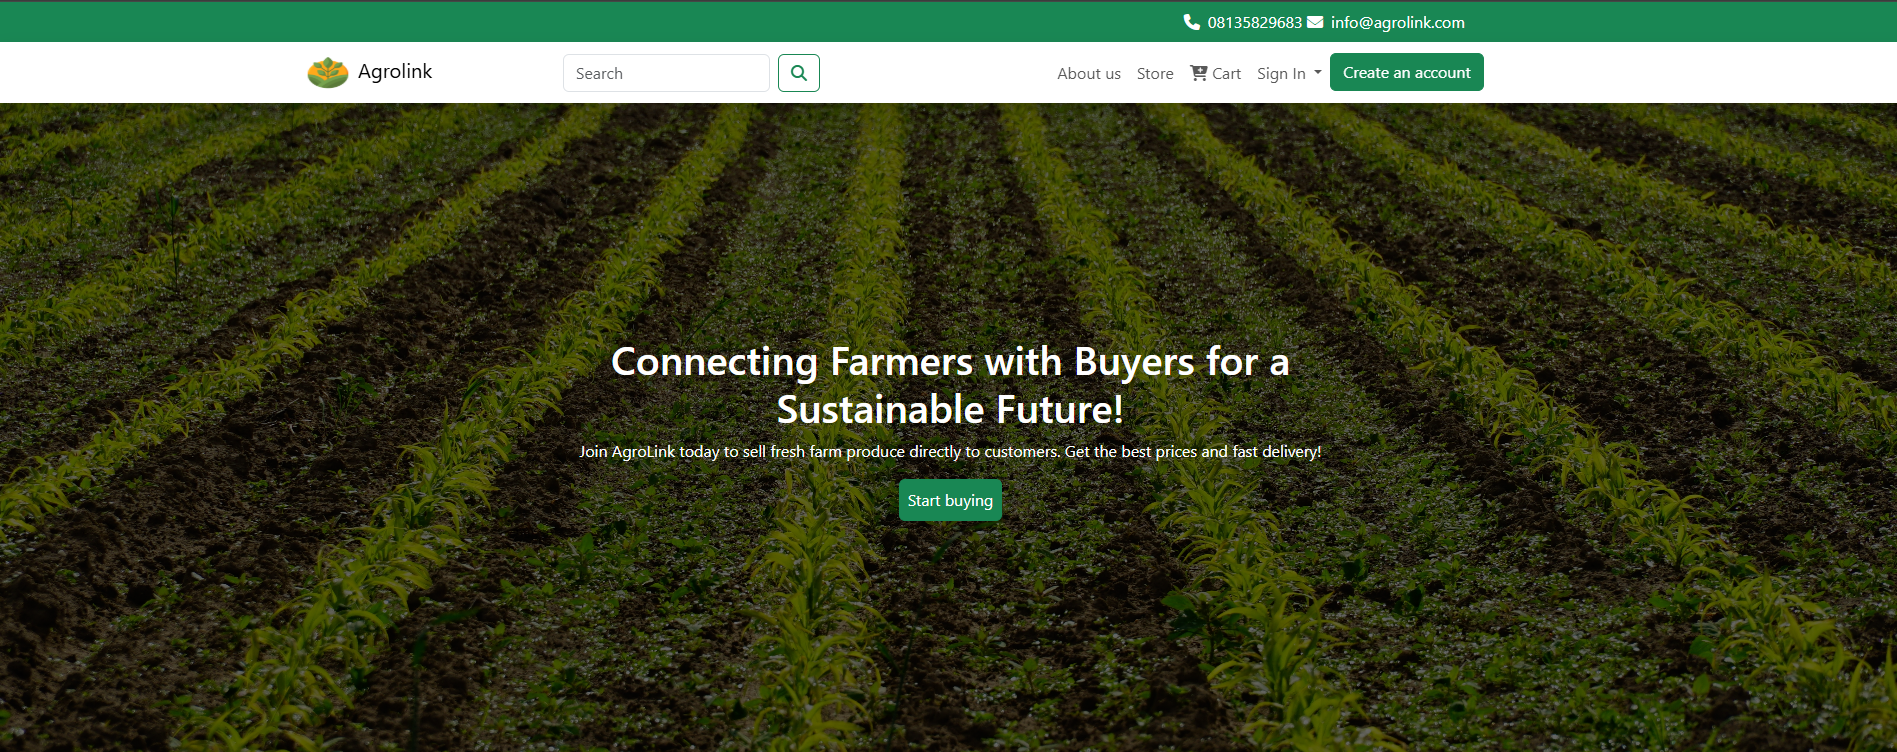 08135829683 info@agrolink.com
Agrolink Search About us Store Cart Sign In Create an account
Connecting Farmers with Buyers for a
Sustainable Future!
Join AgroLink today to sell fresh farm produce directly to customers. Get the best prices and fast delivery!
Start buying